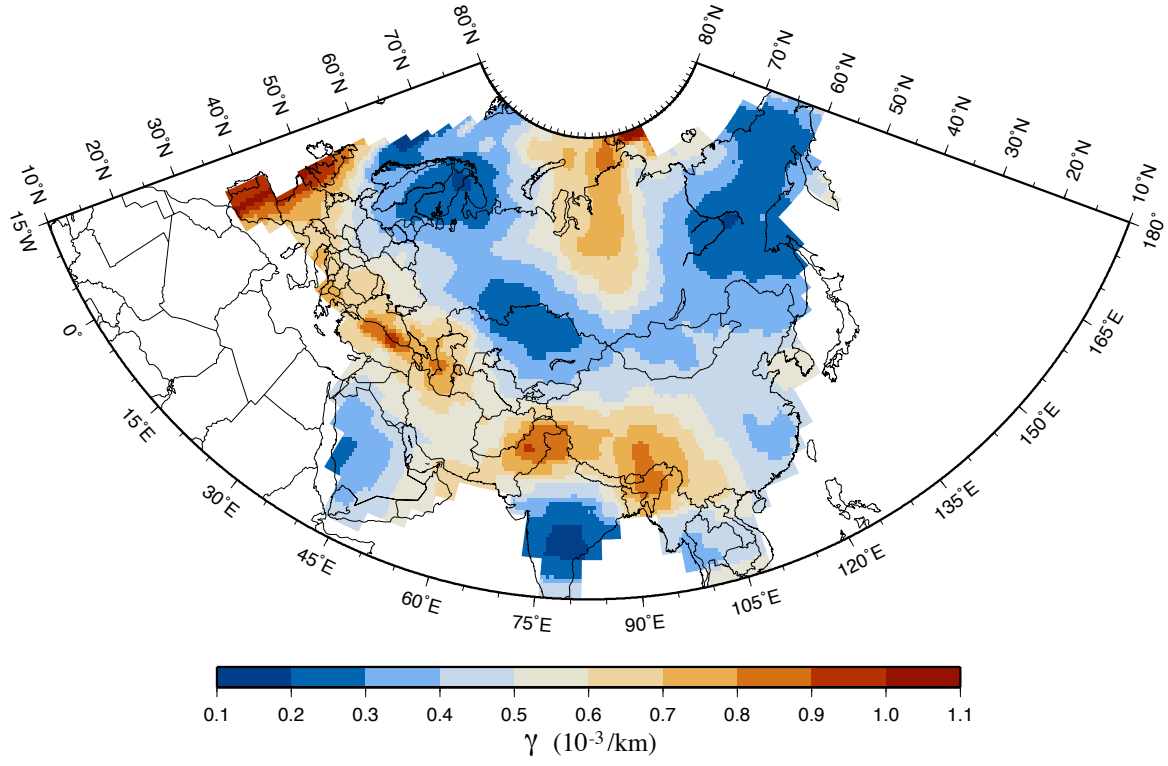 80˚N 80˚N
70˚N 70˚N
60˚N 60˚N
50˚N 50˚N
40˚N 40˚N
30˚N 30˚N
20˚N 20˚N
10˚N 10˚N
15˚W 180˚
0˚ 165˚E
15˚E 150˚E
30˚E 135˚E
45˚E 120˚E
60˚E 105˚E
75˚E 90˚E
0.1 0.2 0.3 0.4 0.5 0.6 0.7 0.8 0.9 1.0 1.1
γ (10-3/km)